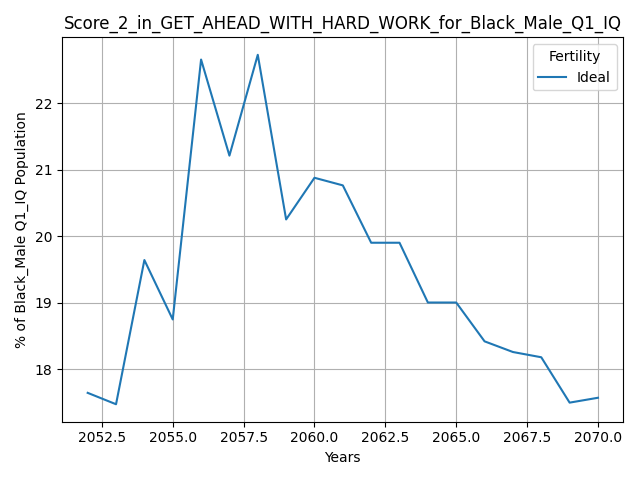 Score_2_in_GET_AHEAD_WITH_HARD_WORK_for_Black_Male_Q1_IQ
Fertility
Ideal
% of Black_Male Q1_IQ Population
22
21
20
19
18
2052.5 2055.0 2057.5 2060.0 2062.5 2065.0 2067.5 2070.0
Years